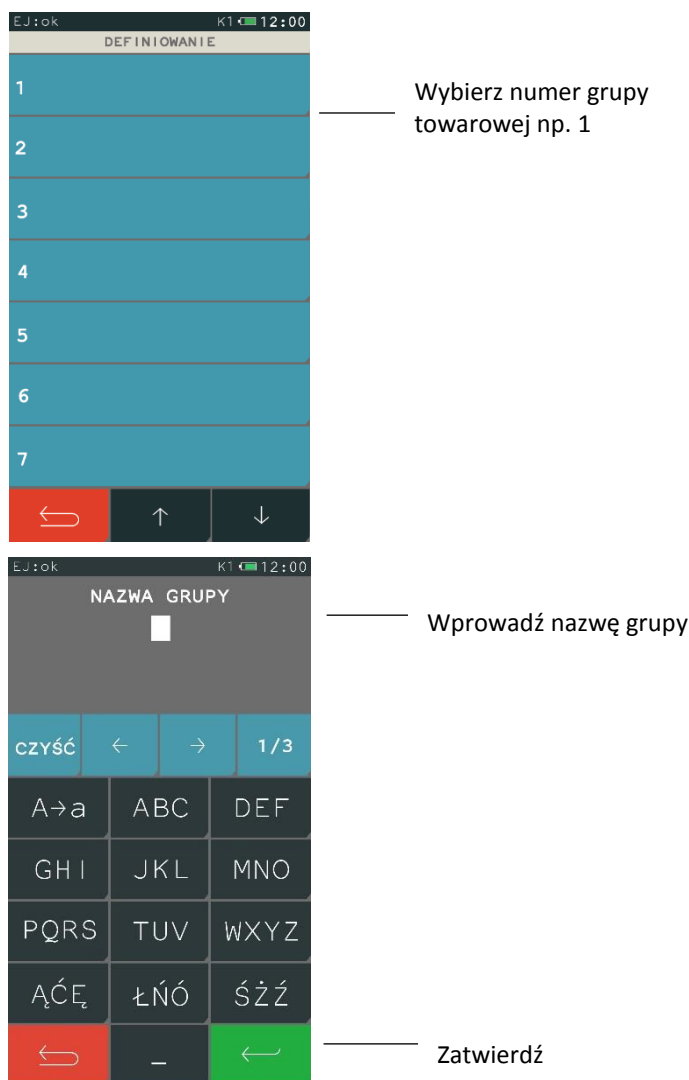 EJ:ok K1 12:00
DEFINIOWANIE
1
Wybierz numer grupy
towarowej np. 1
2
3
4
5
6
7
↑ ↓
EJ:ok K1 12:00
NAZWA GRUPY
Wprowadź nazwę grupy
CZYŚĆ ← → 1/3
A→a ABC DEF
GHI JKL MNO
PQRS TUV WXYZ
ĄĆĘ ŁŃÓ ŚŻŹ
_
Zatwierdź